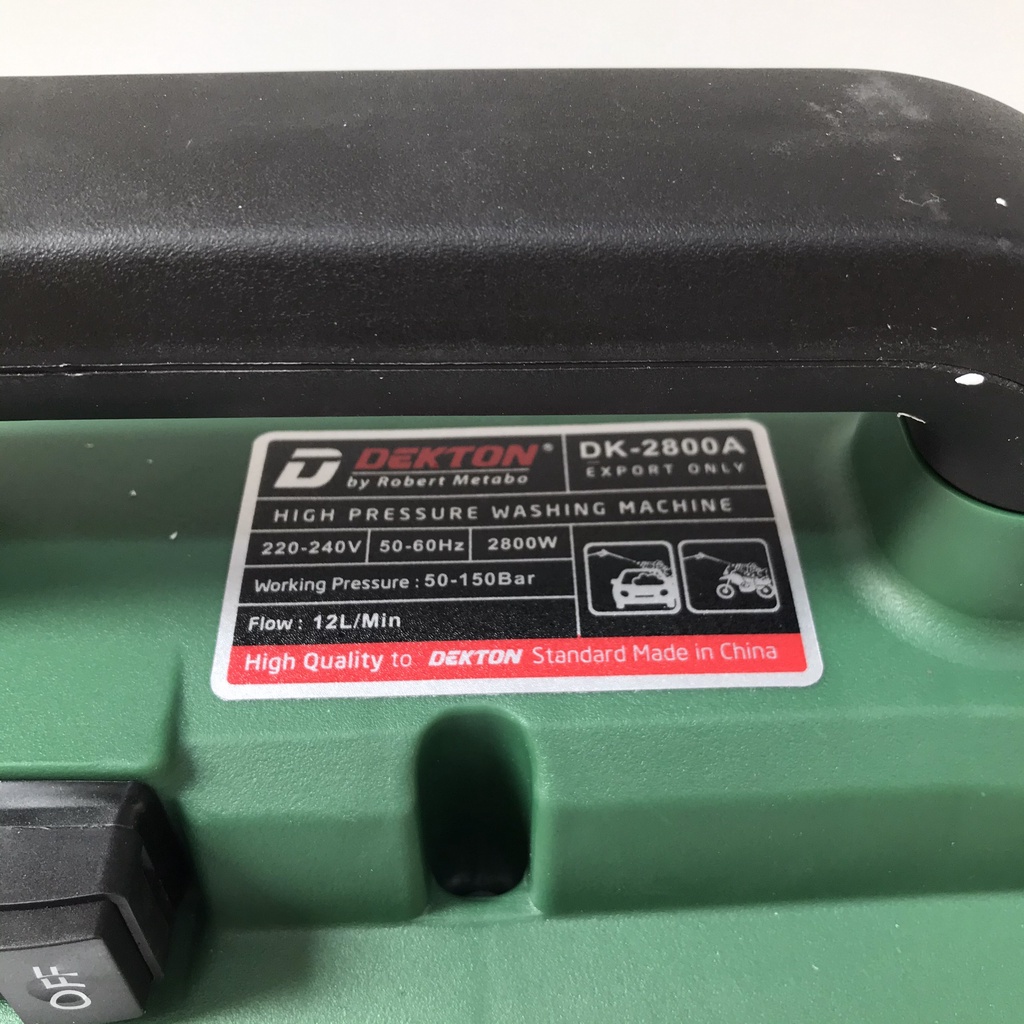 D DEKTON®
by Robert Metabo
DK-2800A
EXPORT ONLY
HIGH PRESSURE WASHING MACHINE
220-240V 50-60Hz 2800W
Working Pressure : 50-150Bar
Flow : 12L/Min
High Quality to DEKTON Standard Made in China
OFF